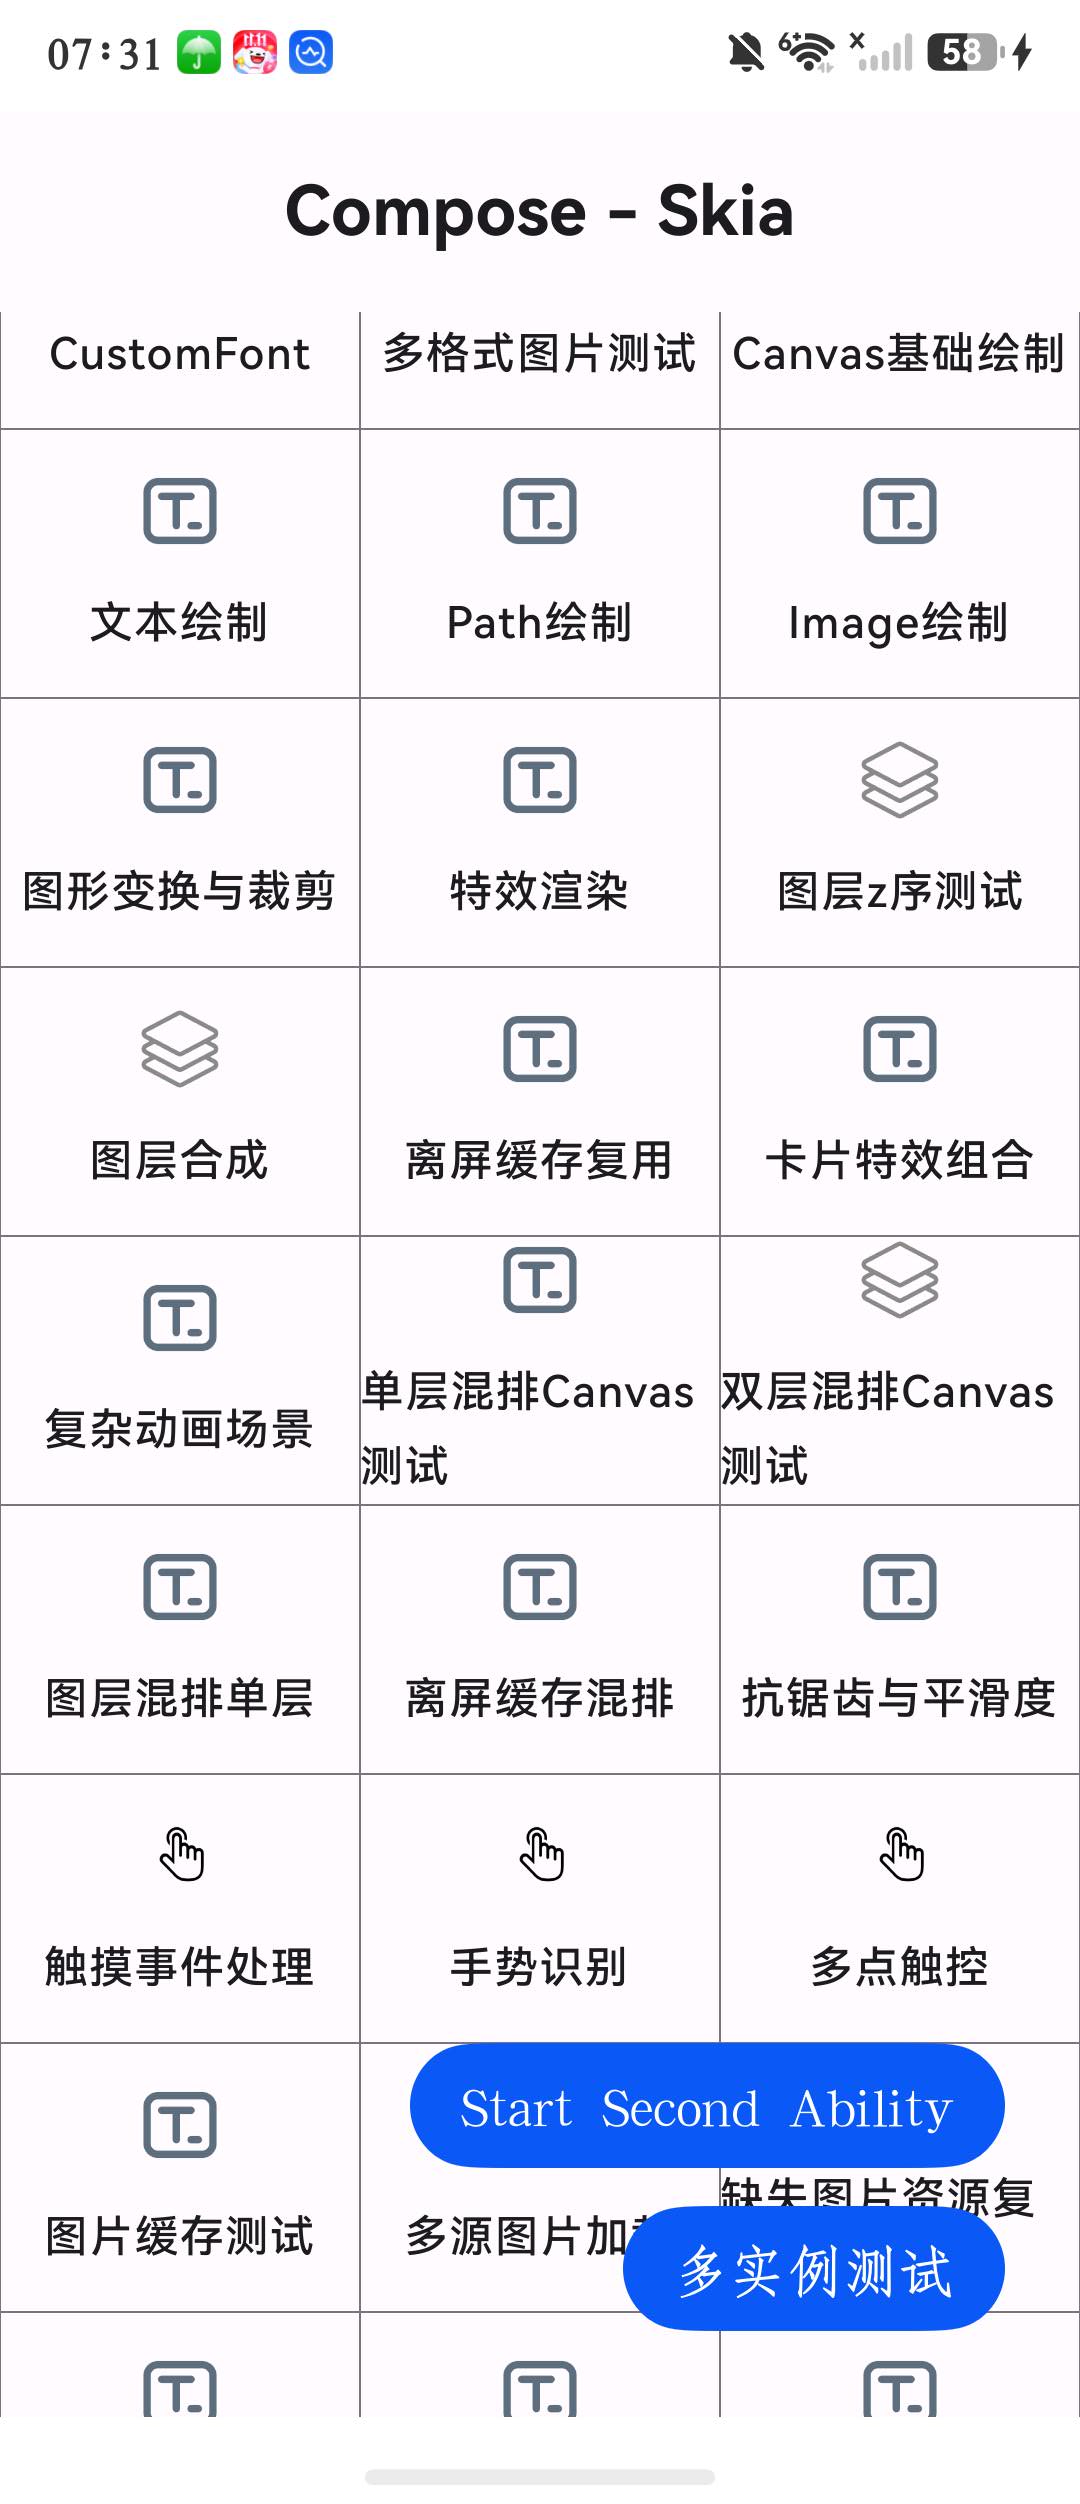 07:31
58
Compose - Skia
CustomFont
多格式图片测试
Canvas基础绘制
文本绘制
Path绘制
Image绘制
图形变换与裁剪
特效渲染
图层z序测试
图层合成
离屏缓存复用
卡片特效组合
复杂动画场景
单层混排Canvas
测试
双层混排Canvas
测试
图层混排单层
离屏缓存混排
抗锯齿与平滑度
触摸事件处理
手势识别
多点触控
Start Second Ability
缺失图片资源复
图片缓存测试
多源图片加
多实例测试